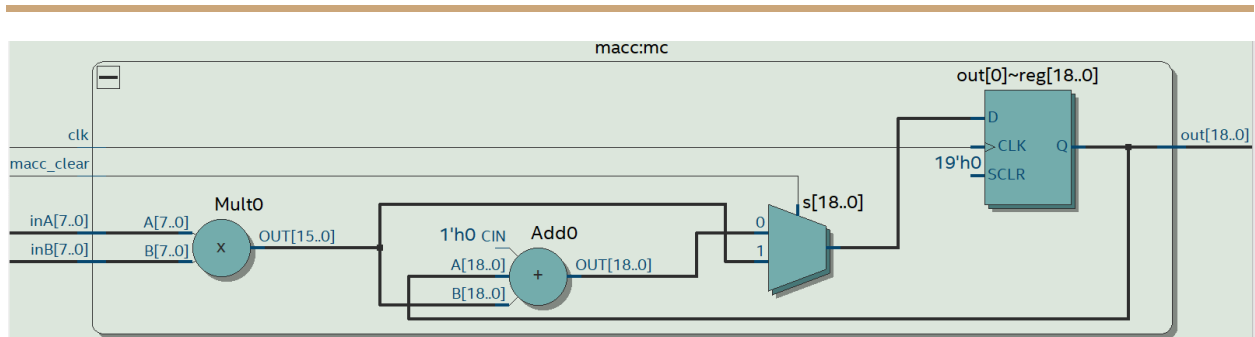 macc:mc
out[0]~reg[18..0]
clk
D
CLK
Q
out[18..0]
macc_clear
19'h0
SCLR
Mult0
s[18..0]
inA[7..0]
A[7..0]
OUT[15..0]
1'h0 CIN
Add0
0
inB[7..0]
B[7..0]
x
1
A[18..0]
+
OUT[18..0]
B[18..0]